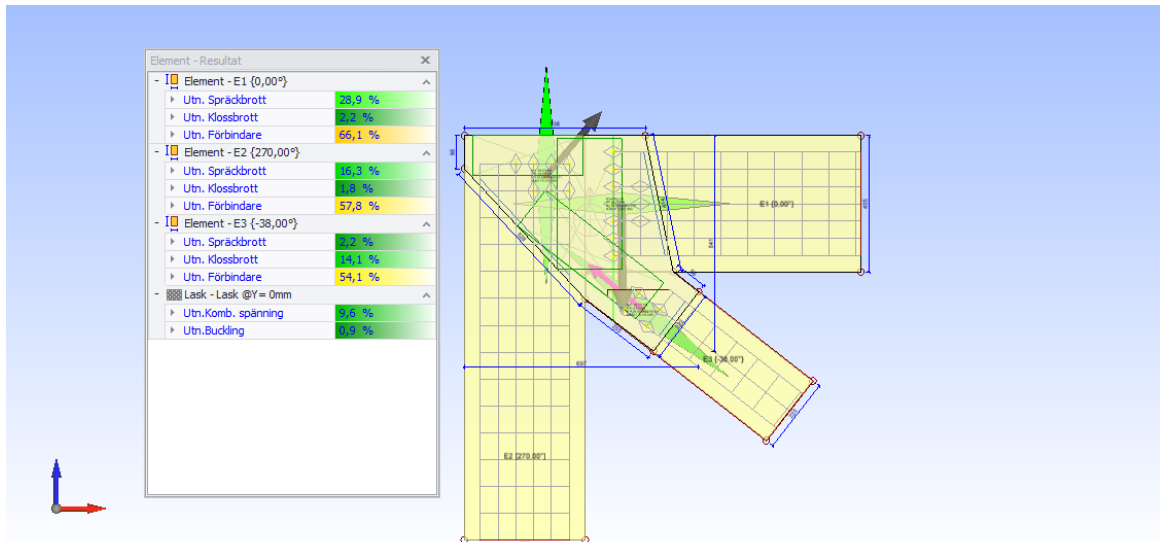 Element - Resultat
Element - E1 {0,00°}
Utn. Spräckbrott 28,9 %
Utn. Klossbrott 2,2 %
Utn. Förbindare 66,1 %
Element - E2 {270,00°}
Utn. Spräckbrott 16,3 %
Utn. Klossbrott 1,8 %
Utn. Förbindare 57,8 %
Element - E3 {-38,00°}
Utn. Spräckbrott 2,2 %
Utn. Klossbrott 14,1 %
Utn. Förbindare 54,1 %
Lask - Lask @Y= 0mm
Utn.Komb. spänning 9,6 %
Utn.Buckling 0,9 %
E1 {0,00°}
405
541
E3 {-38,00°}
697
E2 {270,00°}